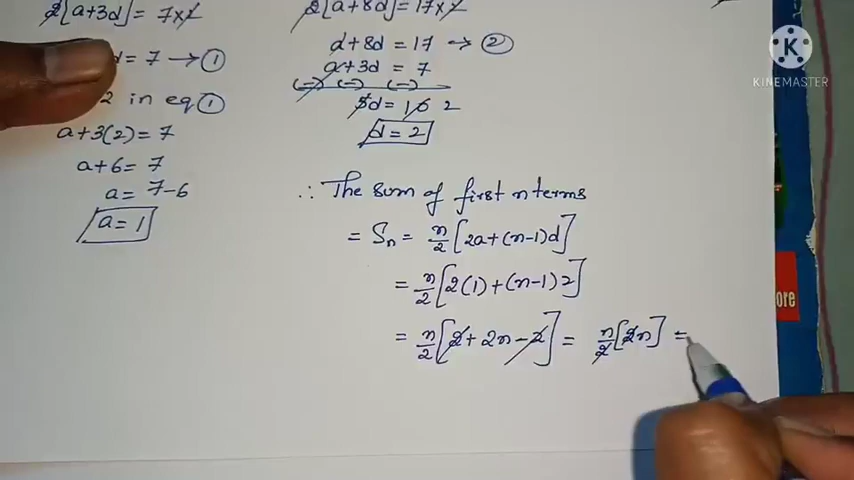 2[a+3d] = 7×2
d = 7 → ①
2 in eq ①
a+3(2) = 7
a+6 = 7
a = 7-6
a = 1
2[a+8d] = 17×2
a+8d = 17 → ②
a+3d = 7
(-) (-) (-)
5d = 10 2
d = 2
∴ The sum of first n terms
= Sn = n/2 [2a+(n-1)d]
= n/2 [2(1)+(n-1)2]
= n/2 [2+2n-2] = n/2 [2n] =
KINEMASTER
ore